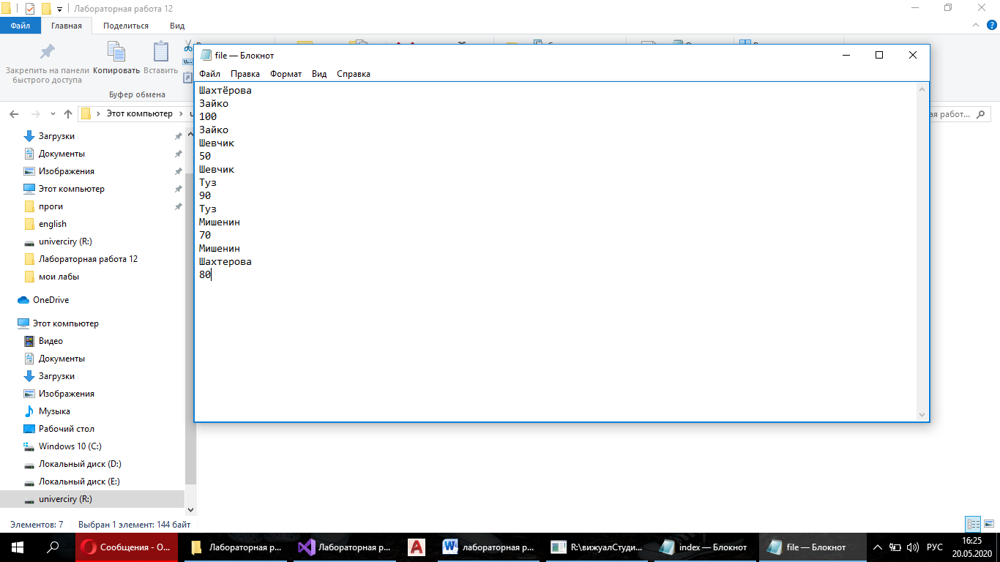 Лабораторная работа 12
Файл Главная Поделиться Вид
Закрепить на панели быстрого доступа
Копировать
Вставить
Буфер обмена
Этот компьютер
ая работ...
Загрузки
Документы
Изображения
Этот компьютер
проги
english
univerciry (R:)
Лабораторная работа 12
мои лабы
OneDrive
Этот компьютер
Видео
Документы
Загрузки
Изображения
Музыка
Рабочий стол
Windows 10 (C:)
Локальный диск (D:)
Локальный диск (E:)
univerciry (R:)
Элементов: 7 Выбран 1 элемент: 144 байт
file — Блокнот
Файл Правка Формат Вид Справка
Шахтёрова
Зайко
100
Зайко
Шевчик
50
Шевчик
Туз
90
Туз
Мишенин
70
Мишенин
Шахтерова
80
Сообщения - О...
Лабораторная р...
Лабораторная р...
лабораторная р...
R:\вижуалСтуди...
index — Блокнот
file — Блокнот
РУС
16:25
20.05.2020